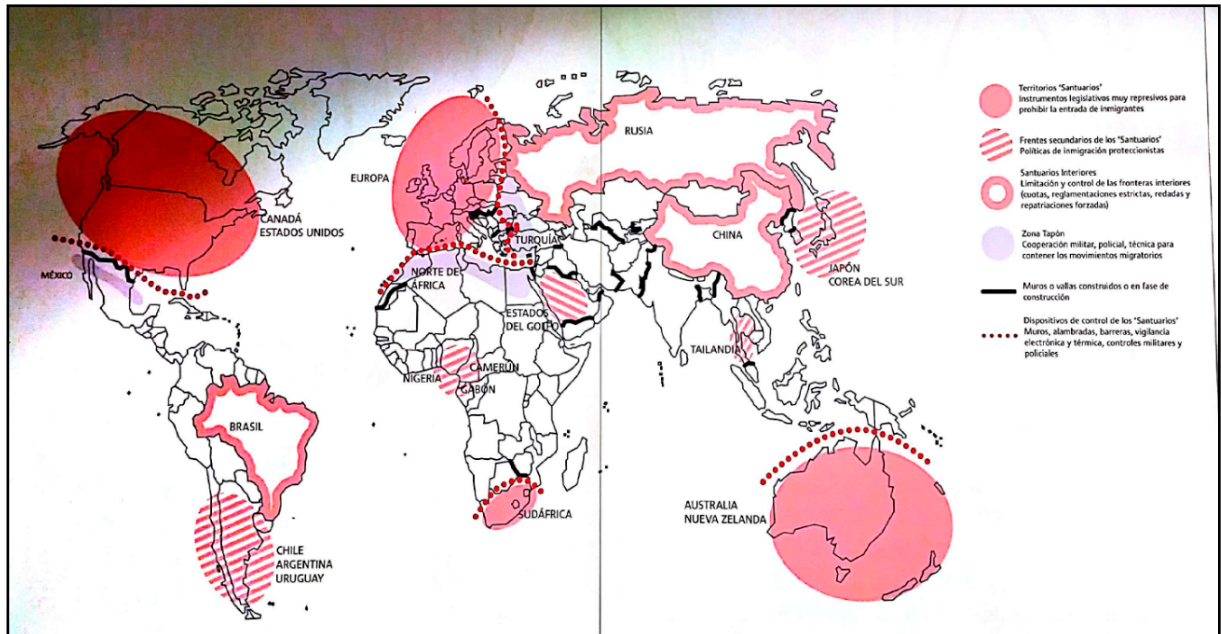 RUSIA
EUROPA
CANADÁ
ESTADOS UNIDOS
TURQUÍA
CHINA
MÉXICO
NORTE DE
ÁFRICA
JAPÓN
COREA DEL SUR
ESTADOS
DEL GOLFO
TAILANDIA
CAMERÚN
NIGERIA
GABÓN
BRASIL
SUDÁFRICA
AUSTRALIA
NUEVA ZELANDA
CHILE
ARGENTINA
URUGUAY
Territorios "Santuarios"
Instrumentos legislativos muy represivos para
prohibir la entrada de inmigrantes
Frentes secundarios de los "Santuarios"
Políticas de inmigración proteccionistas
Santuarios Interiores
Limitación y control de las fronteras interiores
(cuotas, reglamentaciones estrictas, redadas y
repatriaciones forzadas)
Zona Tapón
Cooperación militar, policial, técnica para
contener los movimientos migratorios
Muros o vallas construidos o en fase de
construcción
Dispositivos de control de los "Santuarios"
Muros, alambradas, barreras, vigilancia
electrónica y térmica, controles militares y
policiales